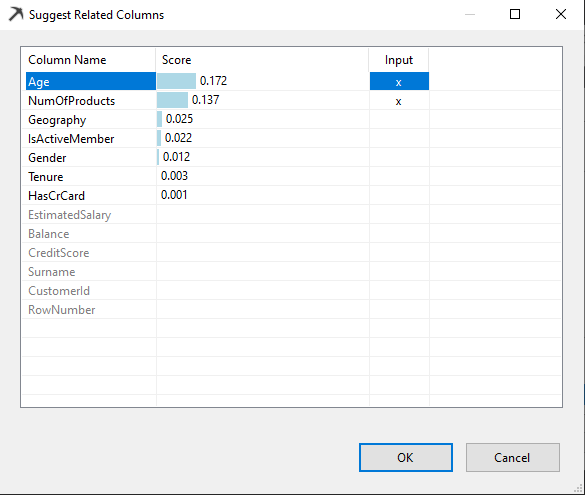 Suggest Related Columns
Column Name Score Input
Age 0.172 x
NumOfProducts 0.137 x
Geography 0.025
IsActiveMember 0.022
Gender 0.012
Tenure 0.003
HasCrCard 0.001
EstimatedSalary
Balance
CreditScore
Surname
CustomerId
RowNumber
OK Cancel